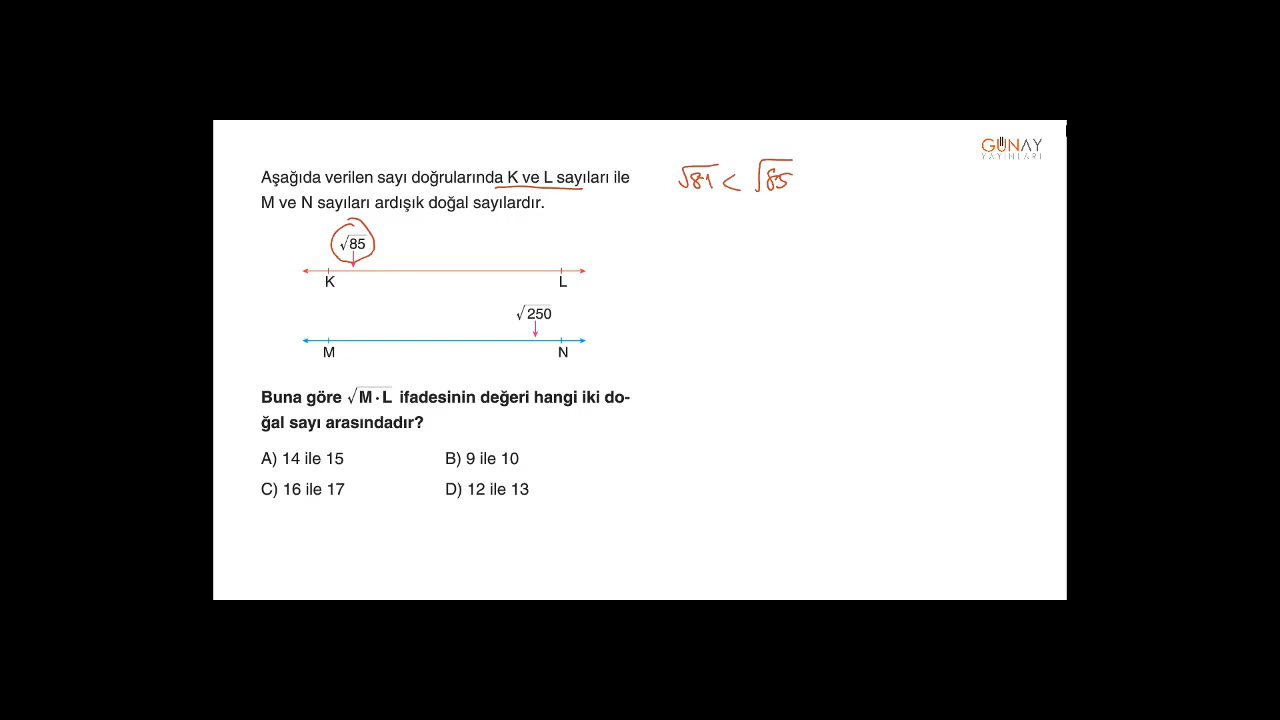 GÜNAY
YAYINLARI
Aşağıda verilen sayı doğrularında K ve L sayıları ile
M ve N sayıları ardışık doğal sayılardır.
√81 < √85
√85
K L
√250
M N
Buna göre √M·L ifadesinin değeri hangi iki do-
ğal sayı arasındadır?
A) 14 ile 15 B) 9 ile 10
C) 16 ile 17 D) 12 ile 13